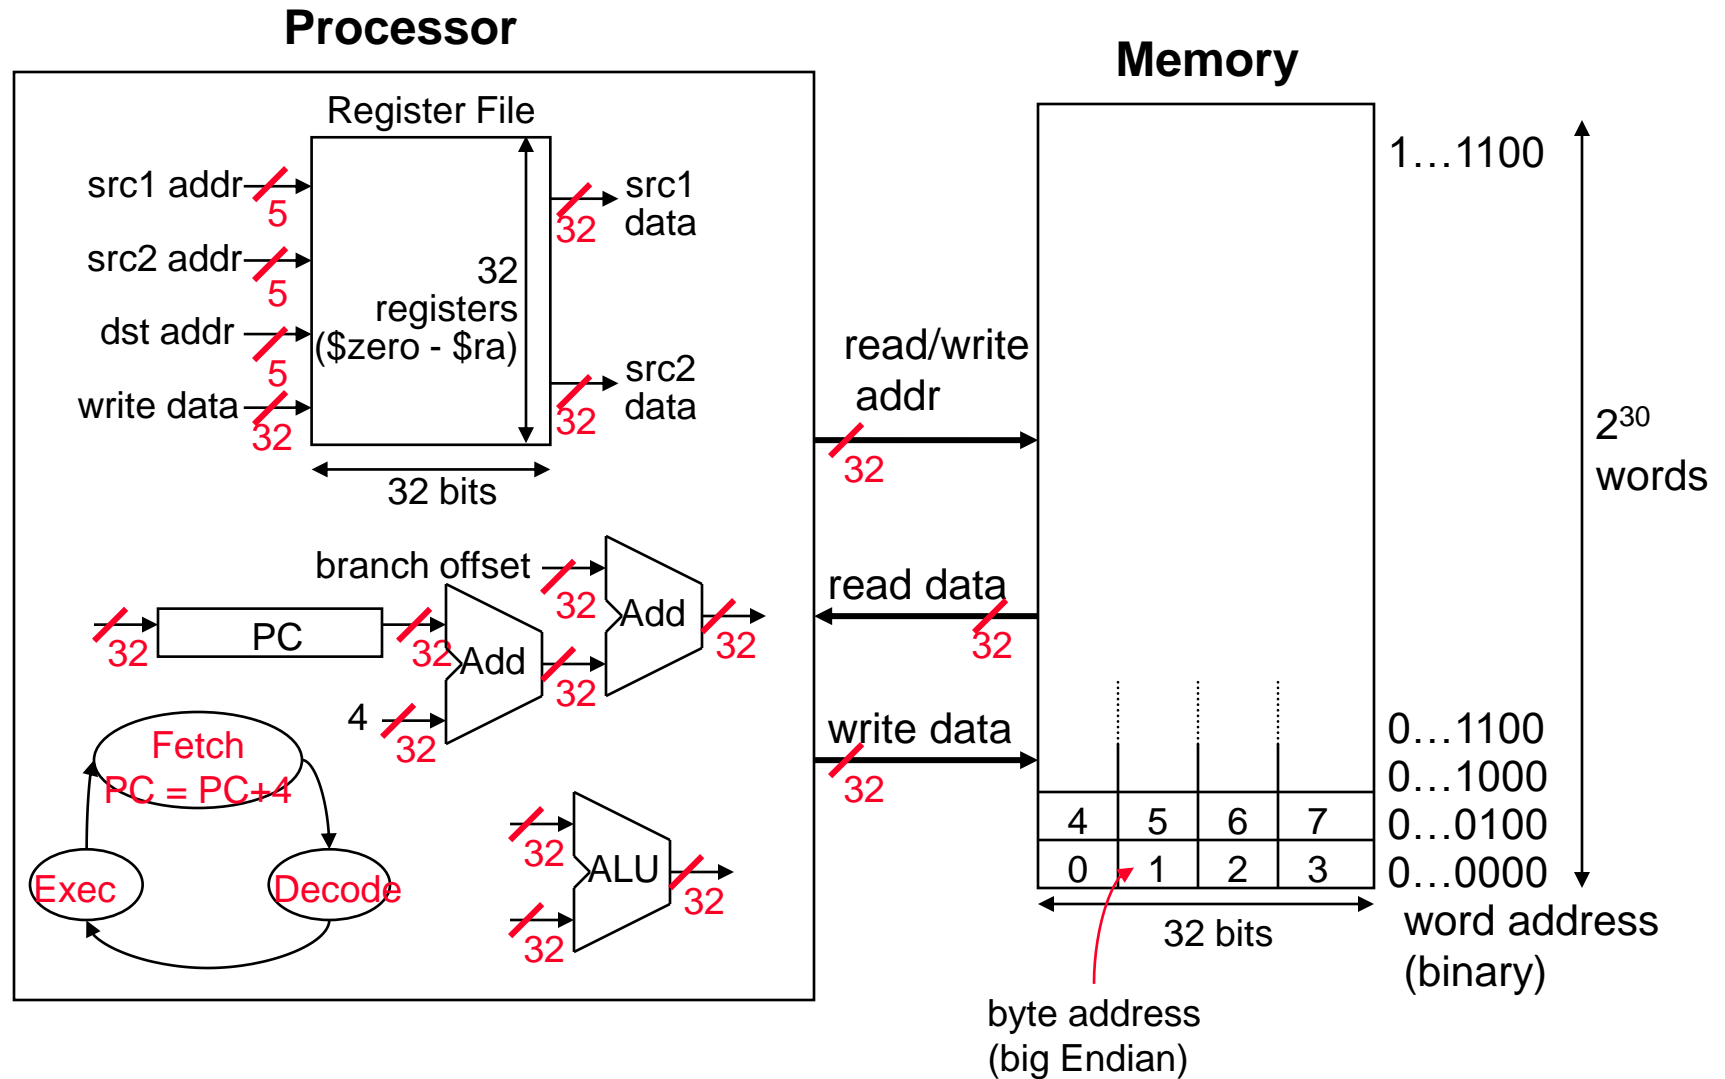 Processor
Memory
Register File
src1 addr
5
src2 addr
5
dst addr
5
write data
32
32
registers
($zero - $ra)
32 bits
src1
data
32
src2
data
32
branch offset
32
Add
32
32
PC
32
Add
32
4
32
Fetch
PC = PC+4
Exec
Decode
32
ALU
32
32
read/write
addr
32
read data
32
write data
32
1…1100
2³⁰
words
0…1100
0…1000
4 5 6 7 0…0100
0 1 2 3 0…0000
32 bits
word address
(binary)
byte address
(big Endian)